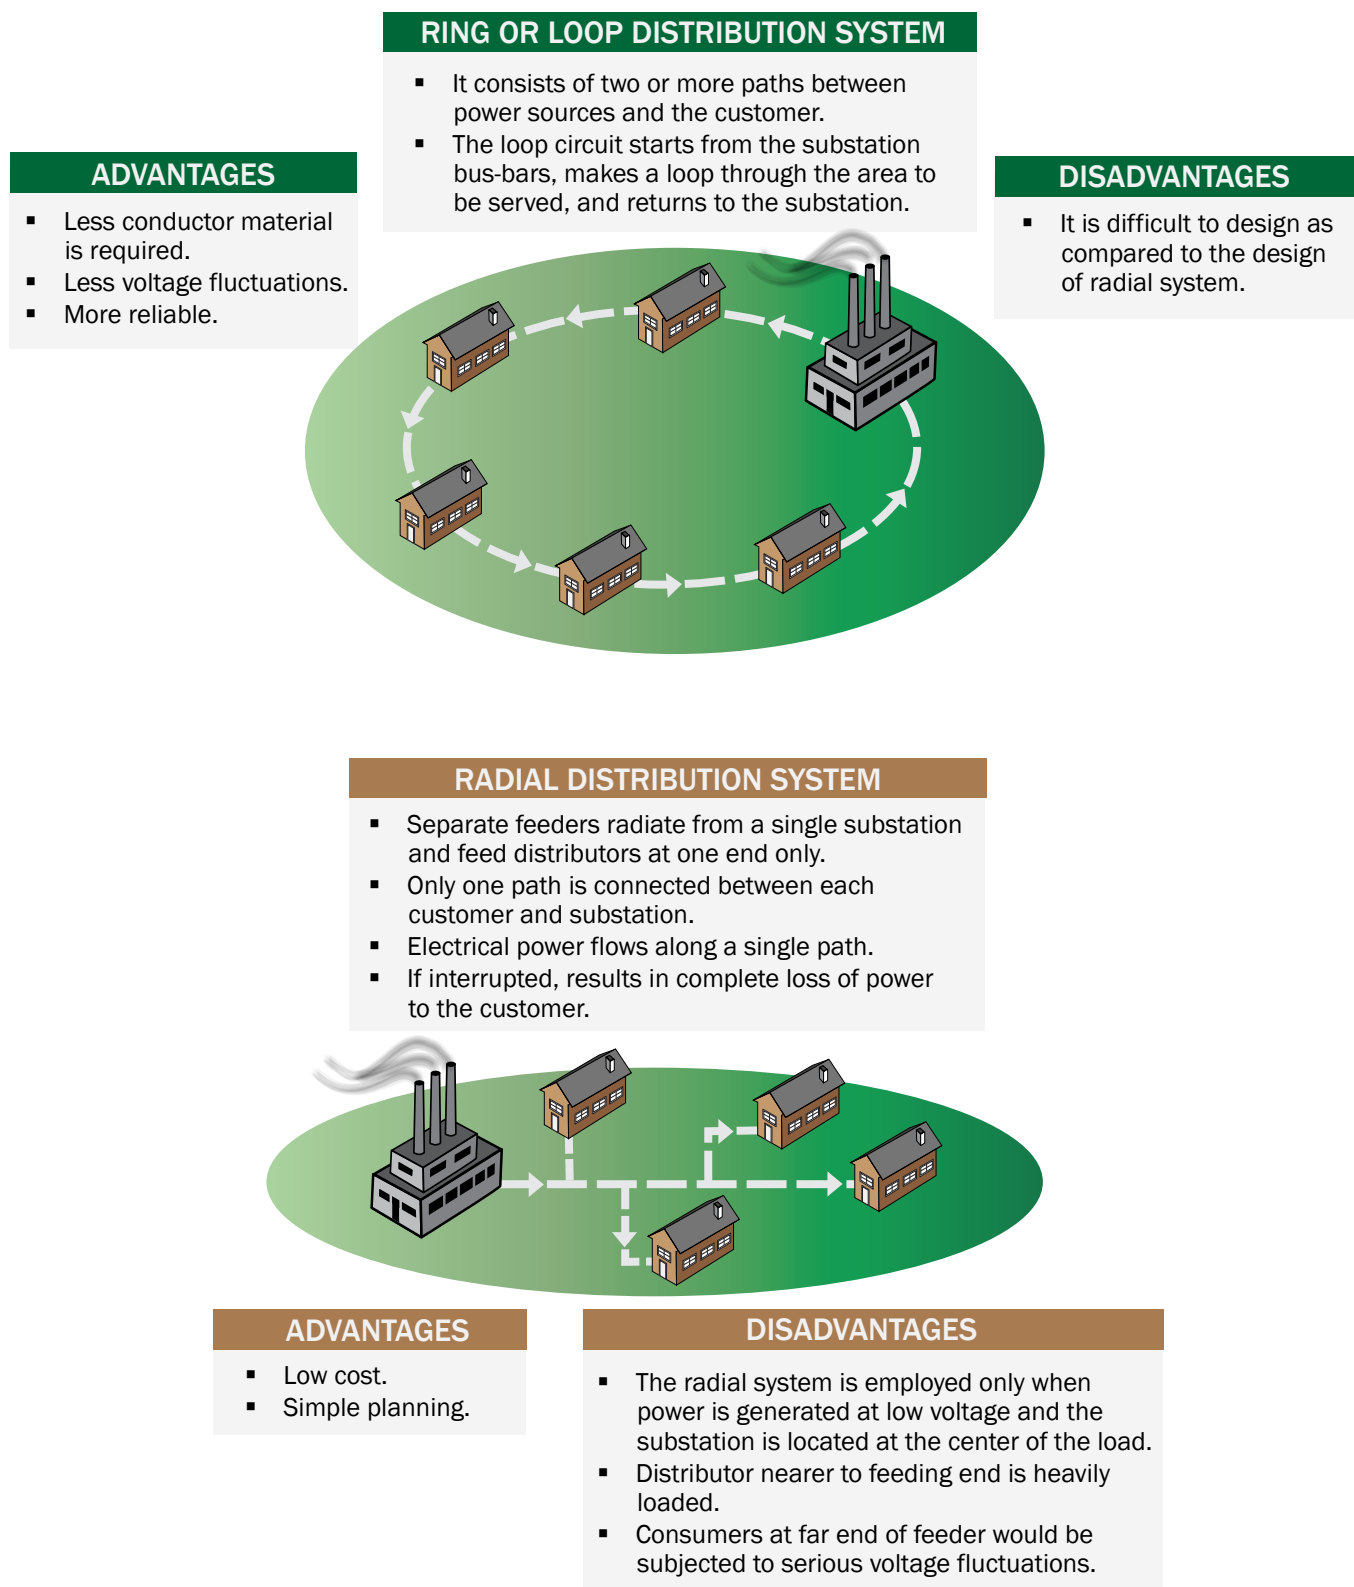 RING OR LOOP DISTRIBUTION SYSTEM
▪ It consists of two or more paths between
power sources and the customer.
▪ The loop circuit starts from the substation
bus-bars, makes a loop through the area to
be served, and returns to the substation.
ADVANTAGES
▪ Less conductor material
is required.
▪ Less voltage fluctuations.
▪ More reliable.
DISADVANTAGES
▪ It is difficult to design as
compared to the design
of radial system.
RADIAL DISTRIBUTION SYSTEM
▪ Separate feeders radiate from a single substation
and feed distributors at one end only.
▪ Only one path is connected between each
customer and substation.
▪ Electrical power flows along a single path.
▪ If interrupted, results in complete loss of power
to the customer.
ADVANTAGES
▪ Low cost.
▪ Simple planning.
DISADVANTAGES
▪ The radial system is employed only when
power is generated at low voltage and the
substation is located at the center of the load.
▪ Distributor nearer to feeding end is heavily
loaded.
▪ Consumers at far end of feeder would be
subjected to serious voltage fluctuations.